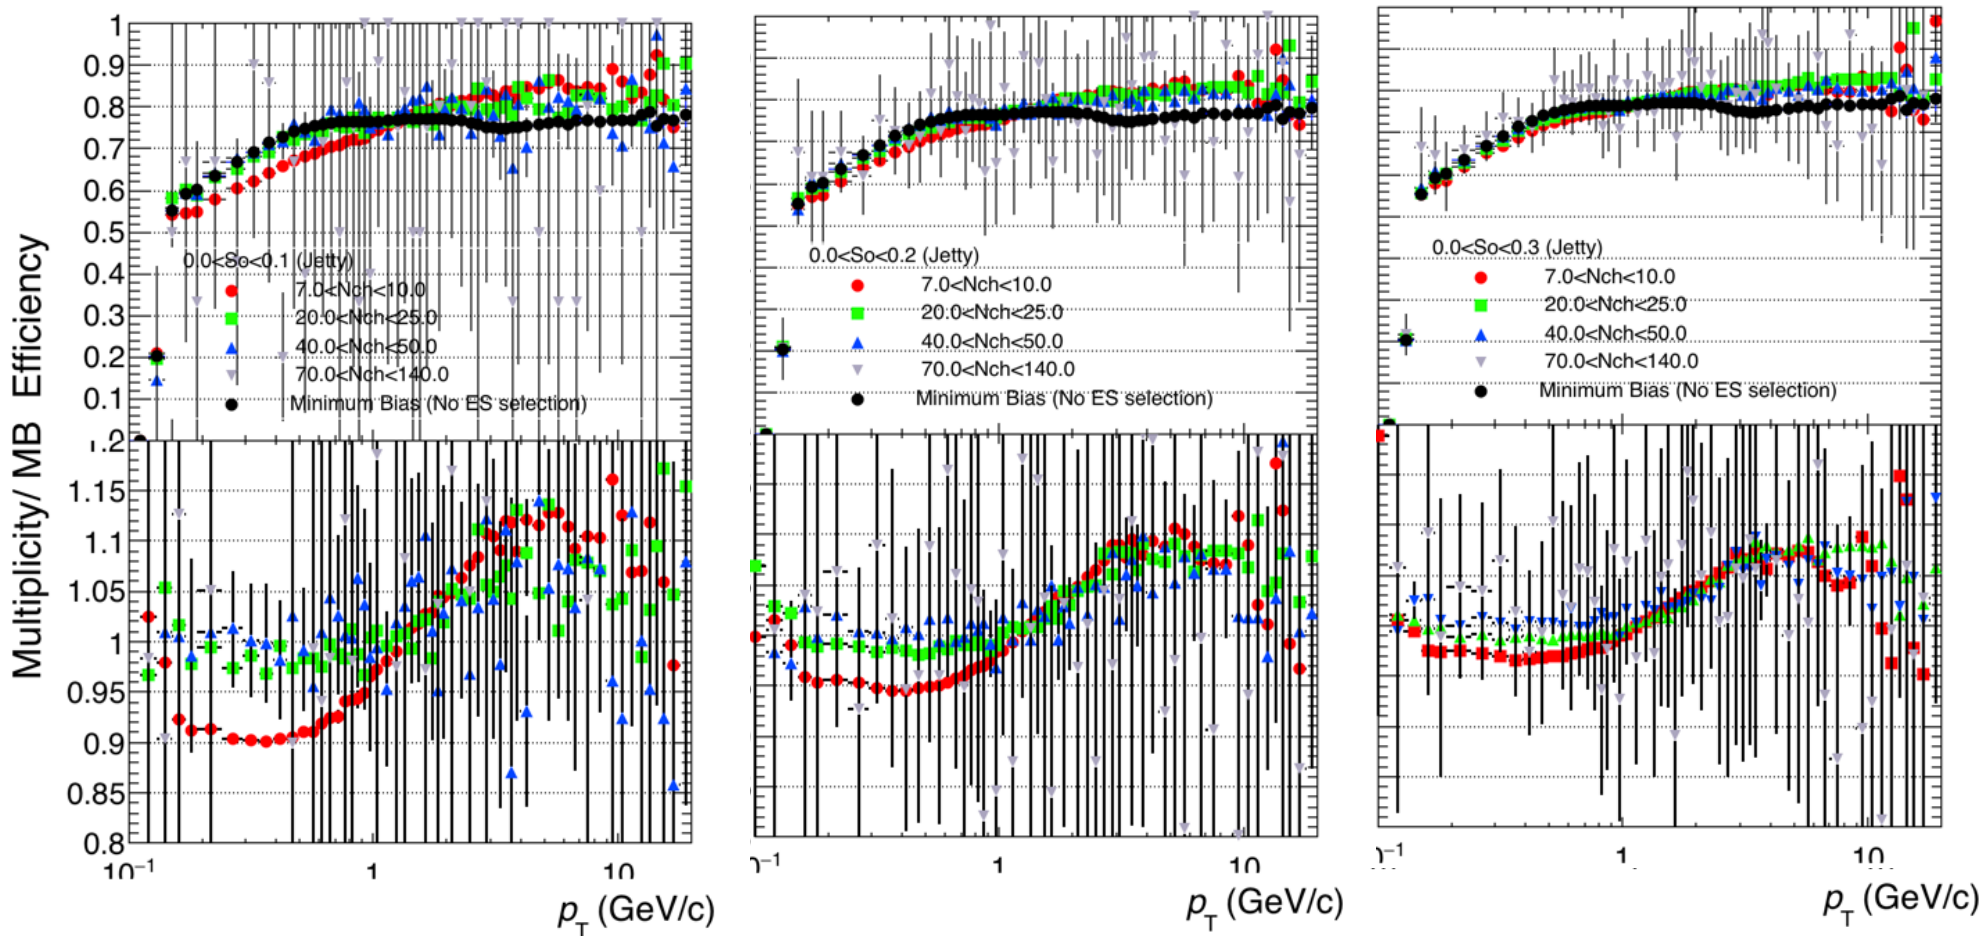 Multiplicity/ MB Efficiency
1
0.9
0.8
0.7
0.6
0.5
0.4
0.3
0.2
0.1
0.0<So<0.1 (Jetty)
7.0<Nch<10.0
20.0<Nch<25.0
40.0<Nch<50.0
70.0<Nch<140.0
Minimum Bias (No ES selection)
1.2
1.15
1.1
1.05
1
0.95
0.9
0.85
0.8
10⁻¹ 1 10
pT (GeV/c)
0.0<So<0.2 (Jetty)
7.0<Nch<10.0
20.0<Nch<25.0
40.0<Nch<50.0
70.0<Nch<140.0
Minimum Bias (No ES selection)
1 10
pT (GeV/c)
0.0<So<0.3 (Jetty)
7.0<Nch<10.0
20.0<Nch<25.0
40.0<Nch<50.0
70.0<Nch<140.0
Minimum Bias (No ES selection)
1 10
pT (GeV/c)